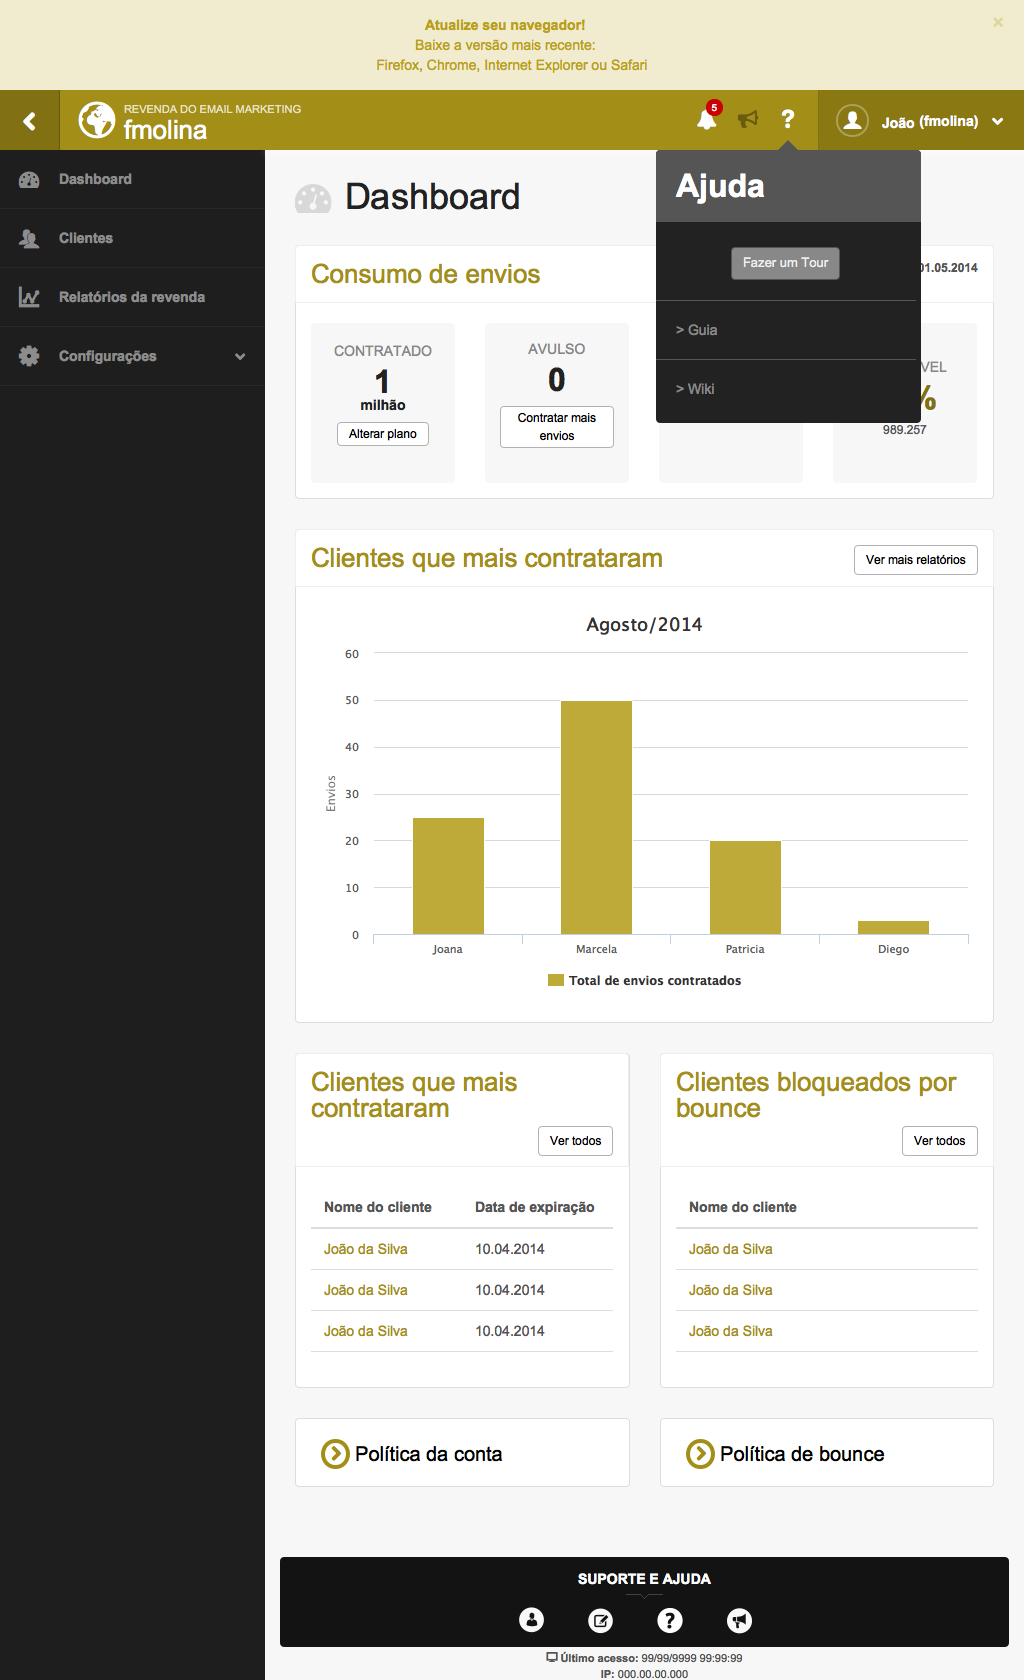 Atualize seu navegador!
Baixe a versão mais recente:
Firefox, Chrome, Internet Explorer ou Safari
×
REVENDA DO EMAIL MARKETING
fmolina
5
?
João (fmolina)
Dashboard
Clientes
Relatórios da revenda
Configurações
Dashboard
Ajuda
Fazer um Tour
> Guia
> Wiki
Consumo de envios
01.05.2014
CONTRATADO
1
milhão
Alterar plano
AVULSO
0
Contratar mais
envios
VEL
%
989.257
Clientes que mais contrataram
Ver mais relatórios
Agosto/2014
Envios
60
50
40
30
20
10
0
Joana
Marcela
Patricia
Diego
Total de envios contratados
Clientes que mais
contrataram
Ver todos
Nome do cliente
Data de expiração
João da Silva
10.04.2014
João da Silva
10.04.2014
João da Silva
10.04.2014
Clientes bloqueados por
bounce
Ver todos
Nome do cliente
João da Silva
João da Silva
João da Silva
Política da conta
Política de bounce
SUPORTE E AJUDA
?
Último acesso: 99/99/9999 99:99:99
IP: 000.00.00.000